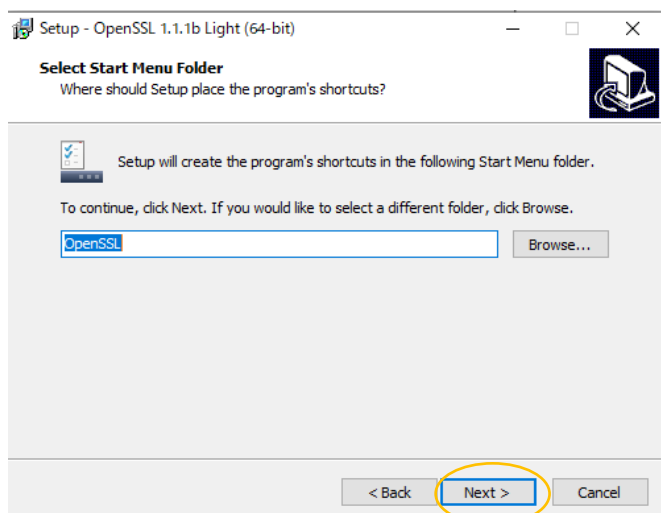 Setup - OpenSSL 1.1.1b Light (64-bit)
Select Start Menu Folder
Where should Setup place the program's shortcuts?
Setup will create the program's shortcuts in the following Start Menu folder.
To continue, click Next. If you would like to select a different folder, click Browse.
OpenSSL
Browse...
< Back
Next >
Cancel